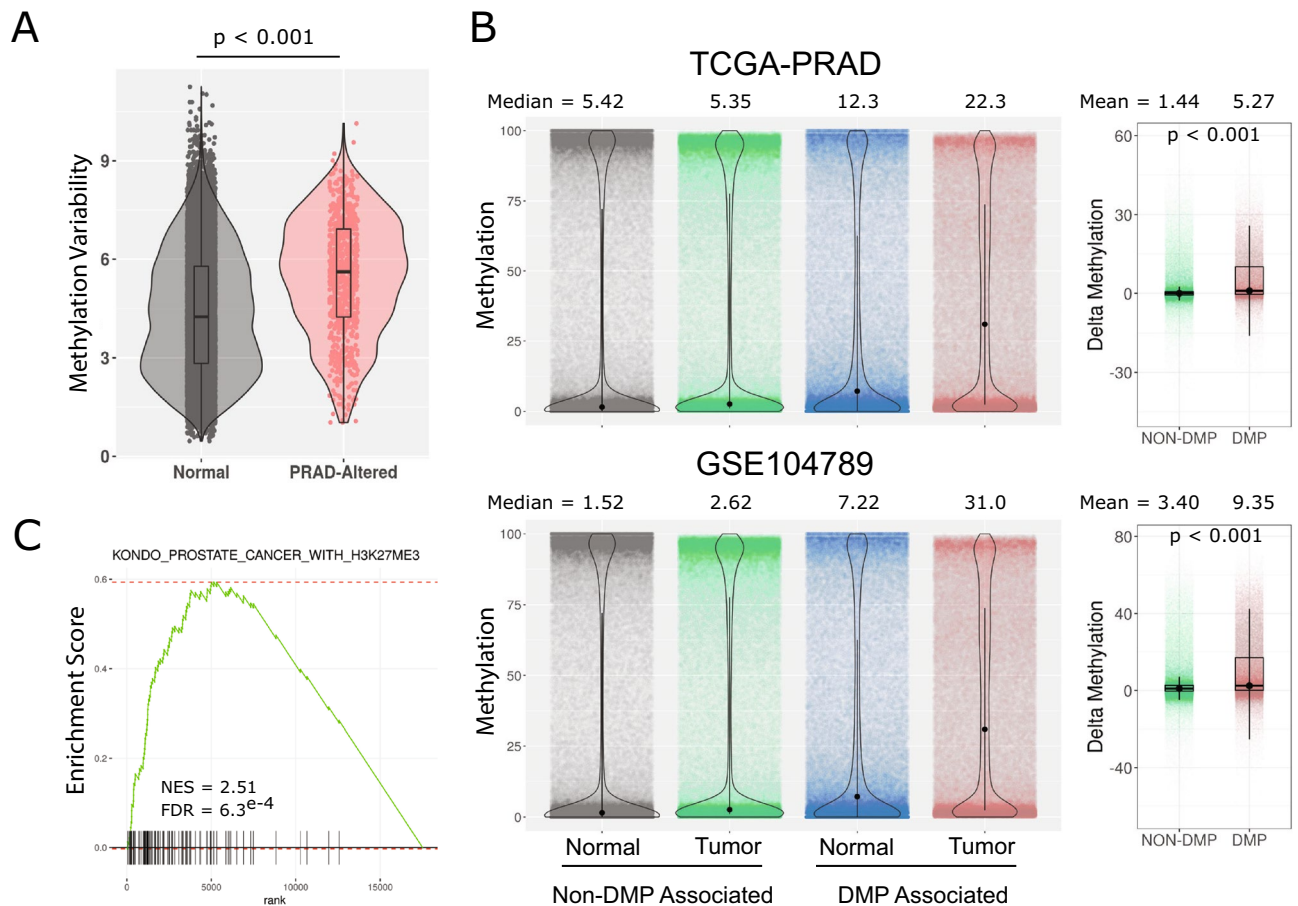 A
p < 0.001
Methylation Variability
9
6
3
0
Normal
PRAD-Altered
B
TCGA-PRAD
Median = 5.42
5.35
12.3
22.3
Methylation
100
75
50
25
0
Mean = 1.44
5.27
p < 0.001
Delta Methylation
60
30
0
-30
NON-DMP
DMP
GSE104789
Median = 1.52
2.62
7.22
31.0
Methylation
100
75
50
25
0
Normal
Tumor
Normal
Tumor
Non-DMP Associated
DMP Associated
Mean = 3.40
9.35
p < 0.001
Delta Methylation
80
40
0
-40
NON-DMP
DMP
C
KONDO_PROSTATE_CANCER_WITH_H3K27ME3
Enrichment Score
0.6
0.4
0.2
0.0
NES = 2.51
FDR = 6.3e-4
0
5000
10000
15000
rank